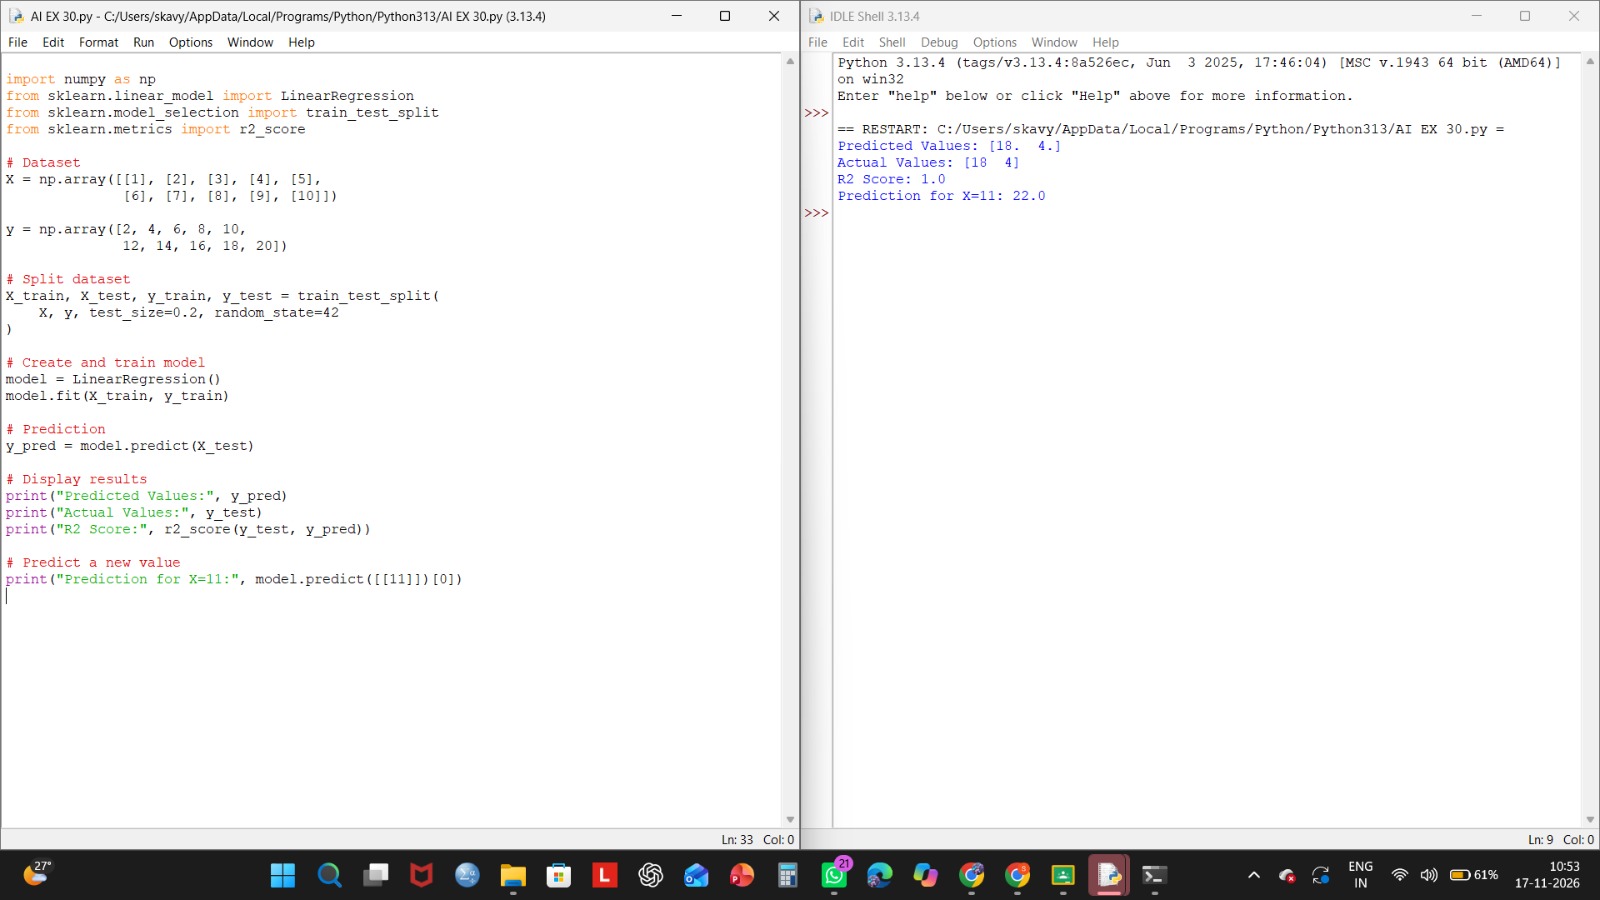 AI EX 30.py - C:/Users/skavy/AppData/Local/Programs/Python/Python313/AI EX 30.py (3.13.4)
File Edit Format Run Options Window Help
import numpy as np
from sklearn.linear_model import LinearRegression
from sklearn.model_selection import train_test_split
from sklearn.metrics import r2_score
# Dataset
X = np.array([[1], [2], [3], [4], [5],
              [6], [7], [8], [9], [10]])
y = np.array([2, 4, 6, 8, 10,
              12, 14, 16, 18, 20])
# Split dataset
X_train, X_test, y_train, y_test = train_test_split(
    X, y, test_size=0.2, random_state=42
)
# Create and train model
model = LinearRegression()
model.fit(X_train, y_train)
# Prediction
y_pred = model.predict(X_test)
# Display results
print("Predicted Values:", y_pred)
print("Actual Values:", y_test)
print("R2 Score:", r2_score(y_test, y_pred))
# Predict a new value
print("Prediction for X=11:", model.predict([[11]])[0])
Ln: 33 Col: 0
IDLE Shell 3.13.4
File Edit Shell Debug Options Window Help
Python 3.13.4 (tags/v3.13.4:8a526ec, Jun  3 2025, 17:46:04) [MSC v.1943 64 bit (AMD64)]
on win32
Enter "help" below or click "Help" above for more information.
>>>
== RESTART: C:/Users/skavy/AppData/Local/Programs/Python/Python313/AI EX 30.py =
Predicted Values: [18.  4.]
Actual Values: [18  4]
R2 Score: 1.0
Prediction for X=11: 22.0
>>>
Ln: 9 Col: 0
27°
L
21
ENG
IN
61%
10:53
17-11-2026